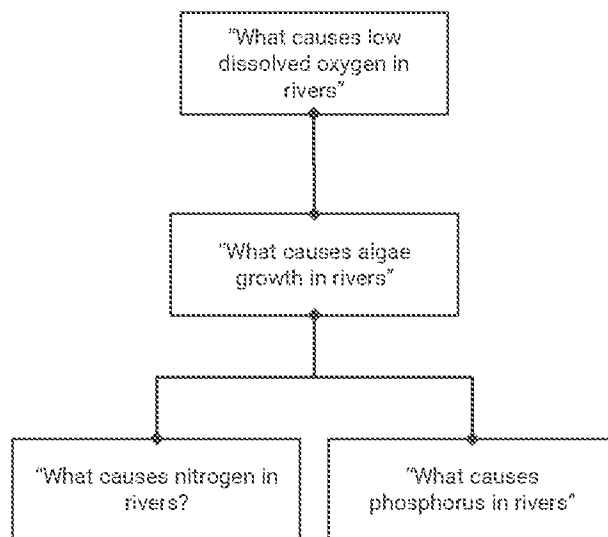 “What causes low
dissolved oxygen in
rivers”
“What causes algae
growth in rivers”
“What causes nitrogen in
rivers?
“What causes
phosphorus in rivers”